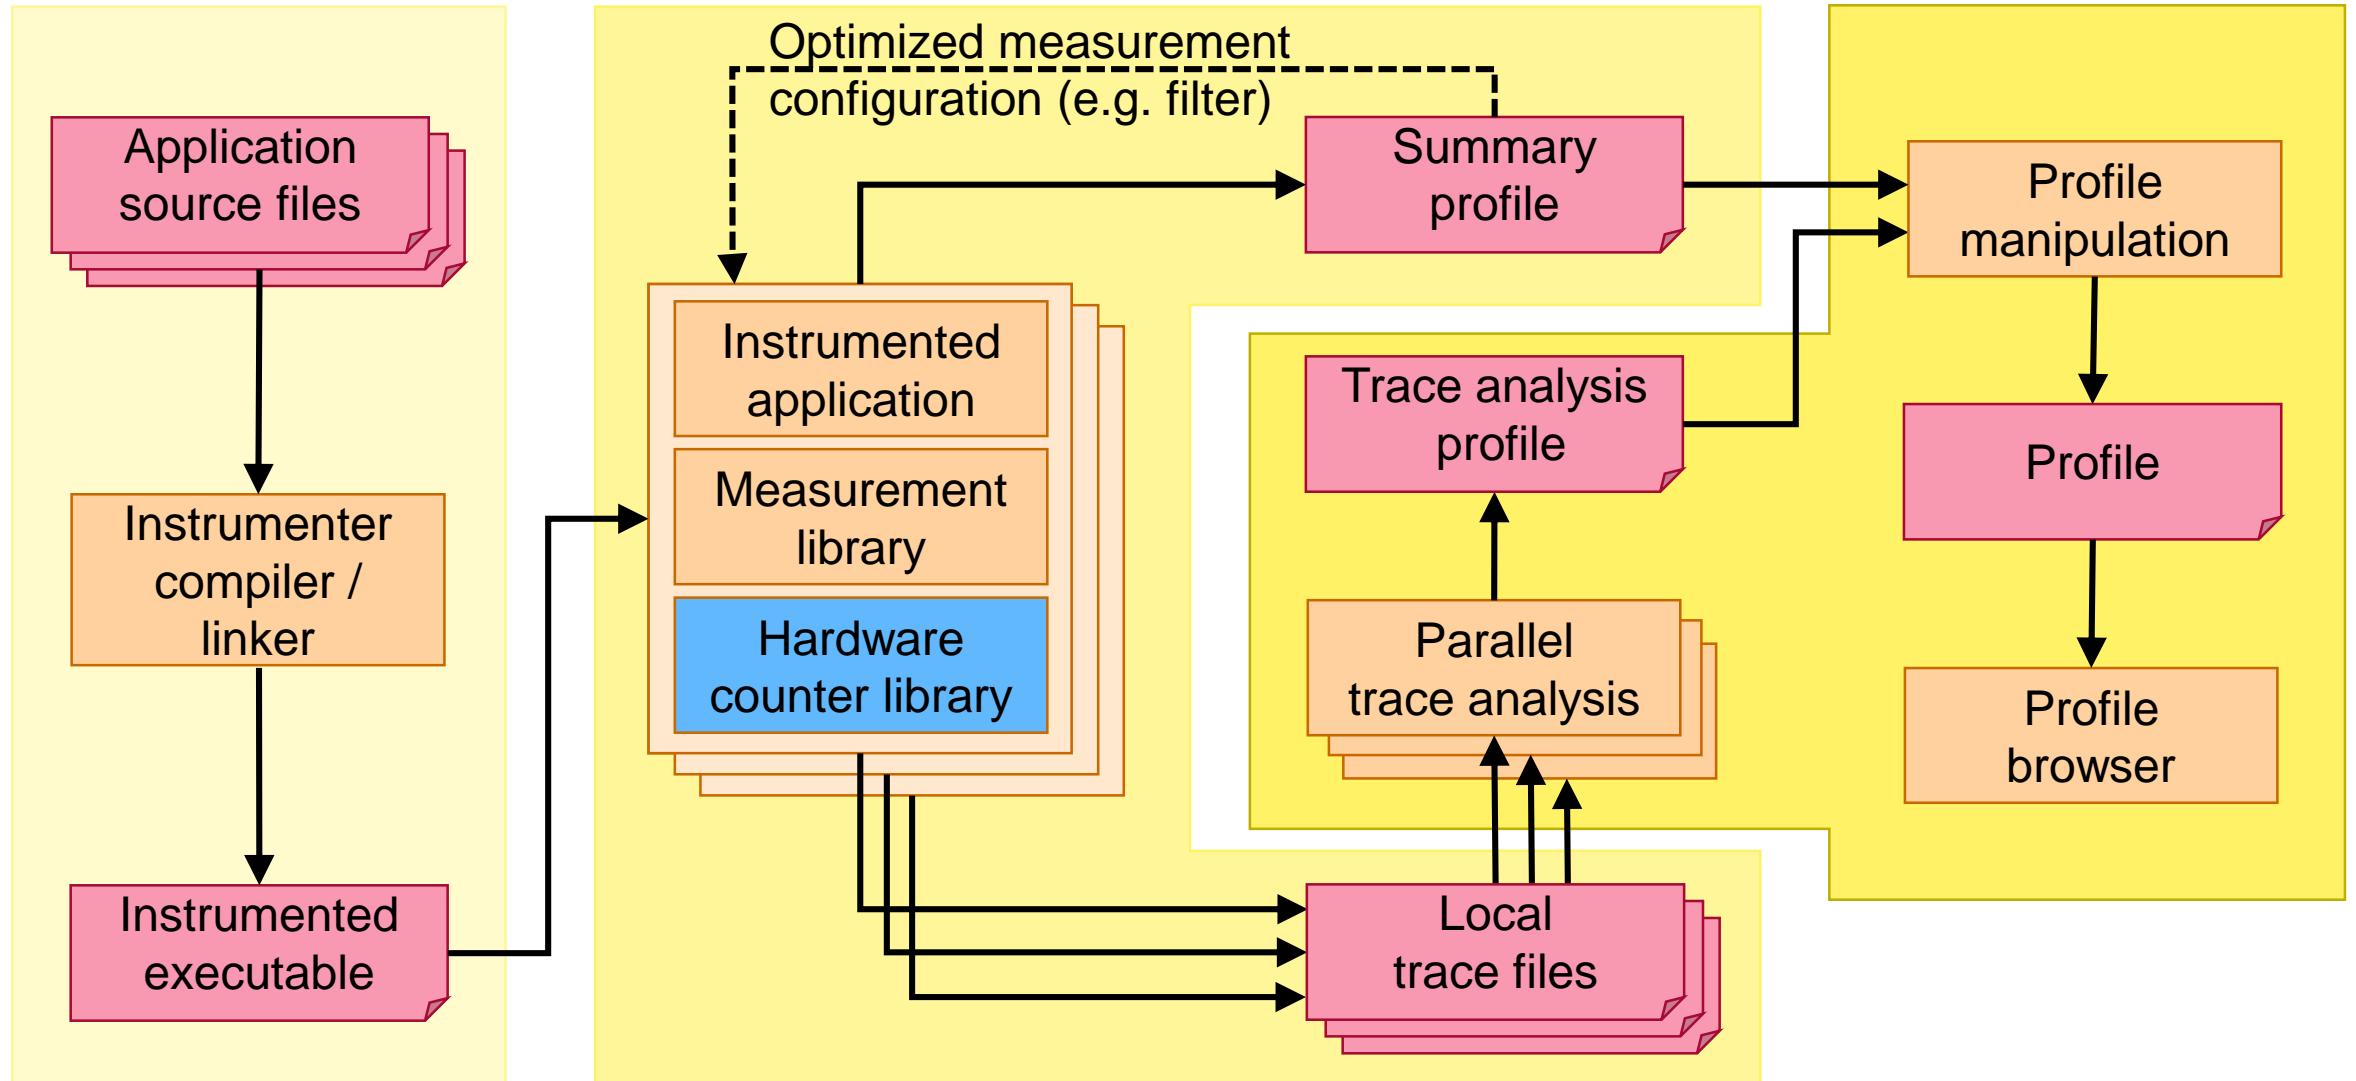 Optimized measurement
configuration (e.g. filter)
Application
source files
Instrumenter
compiler /
linker
Instrumented
executable
Instrumented
application
Measurement
library
Hardware
counter library
Summary
profile
Trace analysis
profile
Parallel
trace analysis
Local
trace files
Profile
manipulation
Profile
Profile
browser